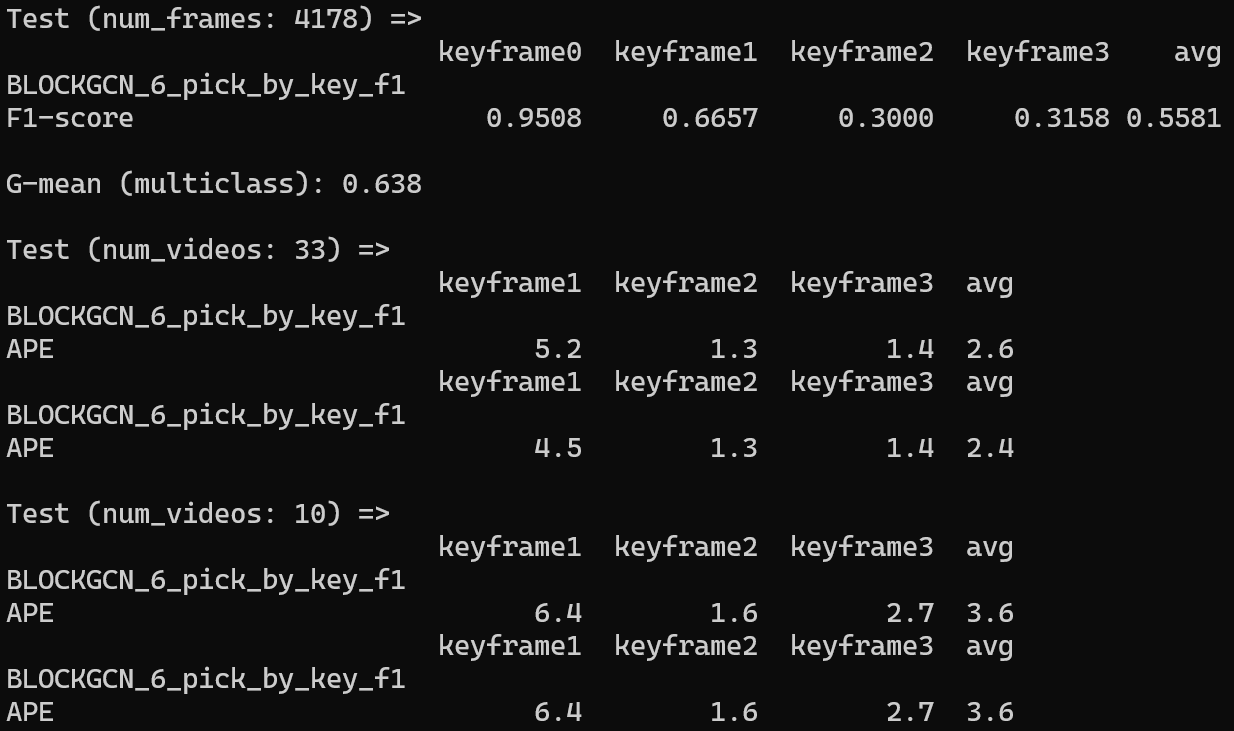 Test (num_frames: 4178) =>
keyframe0 keyframe1 keyframe2 keyframe3 avg
BLOCKGCN_6_pick_by_key_f1
F1-score 0.9508 0.6657 0.3000 0.3158 0.5581
G-mean (multiclass): 0.638
Test (num_videos: 33) =>
keyframe1 keyframe2 keyframe3 avg
BLOCKGCN_6_pick_by_key_f1
APE 5.2 1.3 1.4 2.6
keyframe1 keyframe2 keyframe3 avg
BLOCKGCN_6_pick_by_key_f1
APE 4.5 1.3 1.4 2.4
Test (num_videos: 10) =>
keyframe1 keyframe2 keyframe3 avg
BLOCKGCN_6_pick_by_key_f1
APE 6.4 1.6 2.7 3.6
keyframe1 keyframe2 keyframe3 avg
BLOCKGCN_6_pick_by_key_f1
APE 6.4 1.6 2.7 3.6